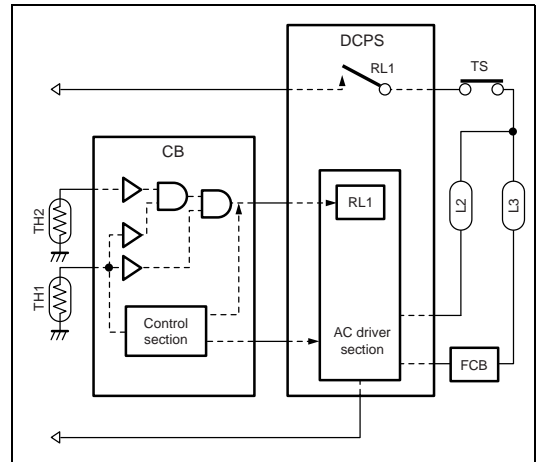 DCPS
RL1
TS
CB
TH2
RL1
L2
L3
TH1
Control
section
AC driver
section
FCB